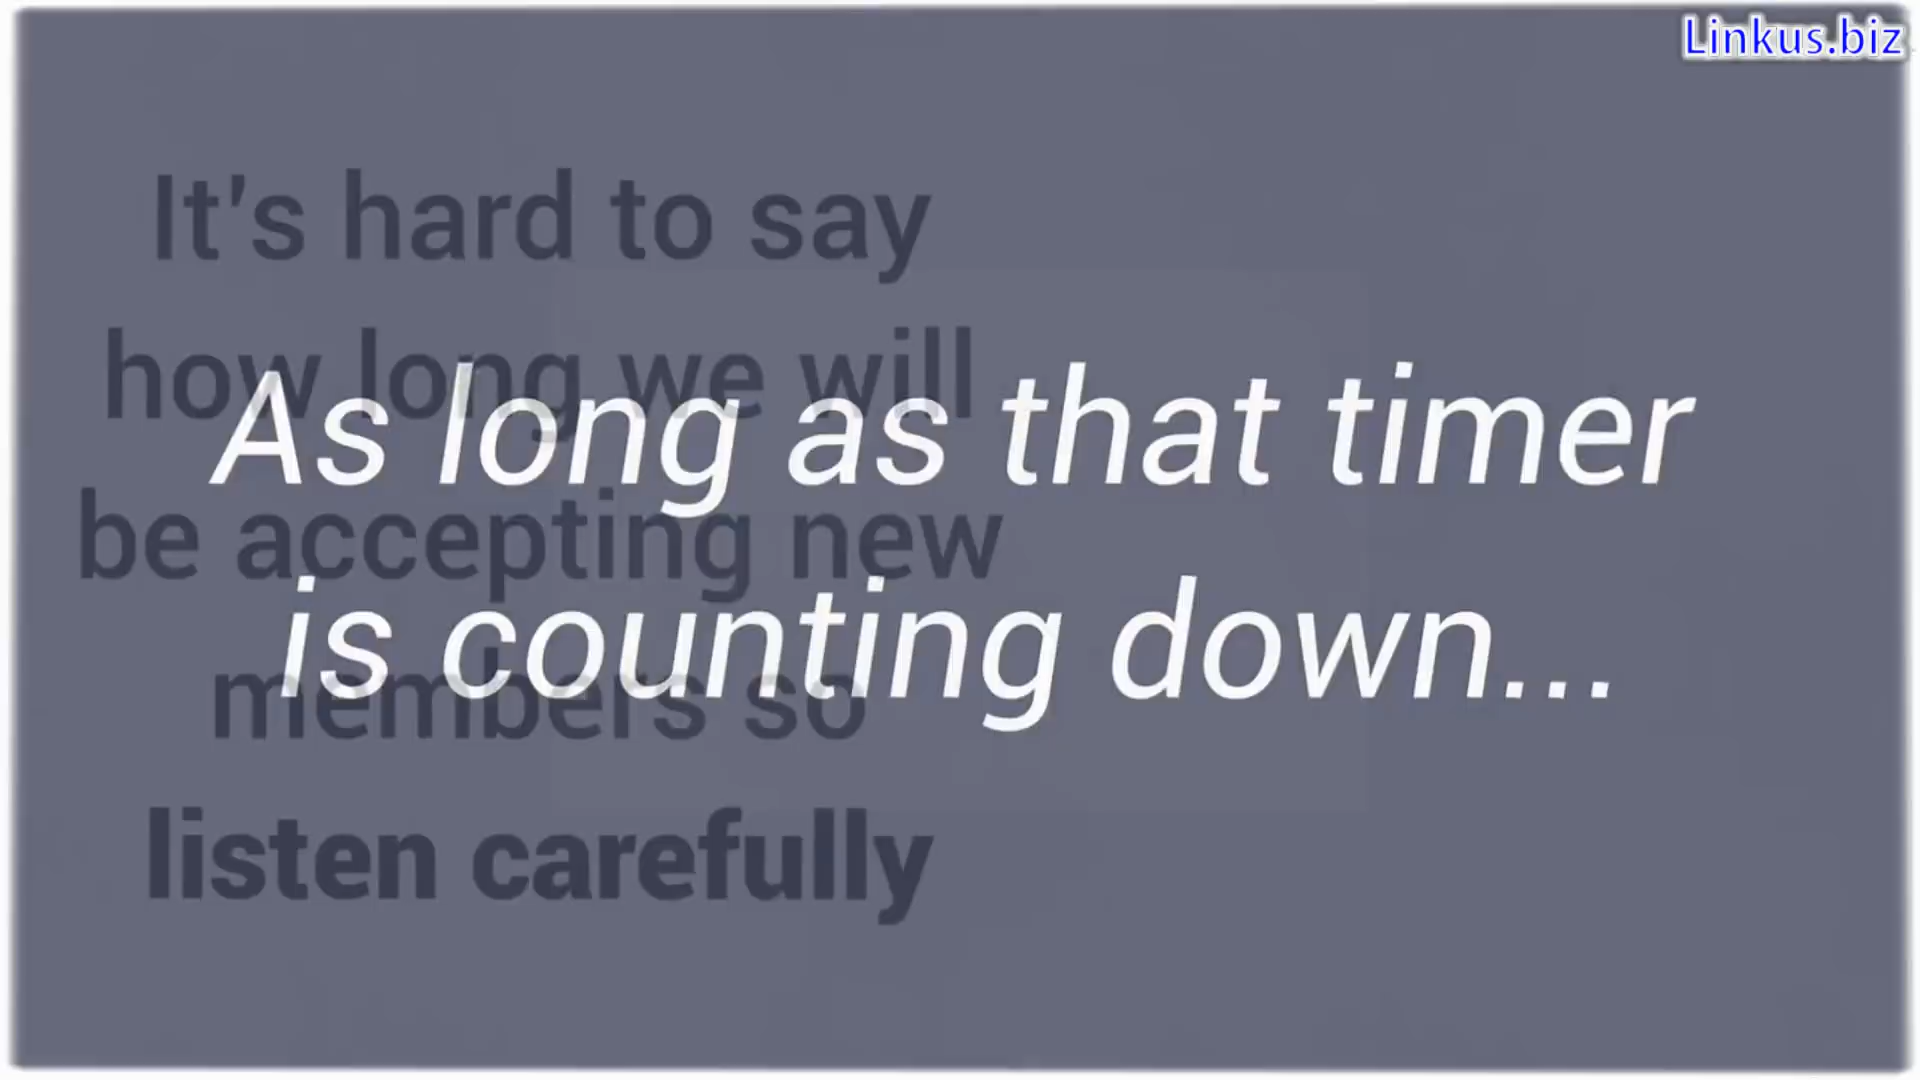 Linkus.biz
It's hard to say
how long we will
be accepting new
members so
listen carefully
As long as that timer
is counting down...